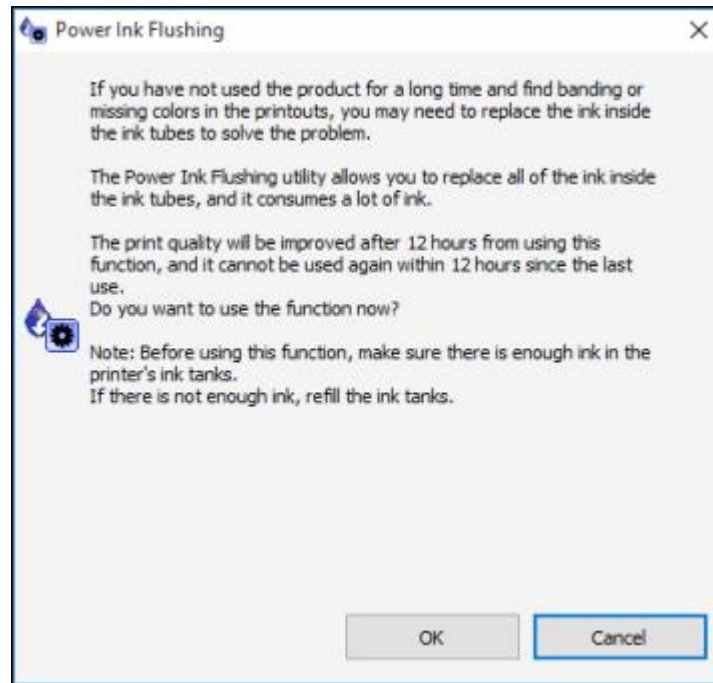 Power Ink Flushing
If you have not used the product for a long time and find banding or
missing colors in the printouts, you may need to replace the ink inside
the ink tubes to solve the problem.
The Power Ink Flushing utility allows you to replace all of the ink inside
the ink tubes, and it consumes a lot of ink.
The print quality will be improved after 12 hours from using this
function, and it cannot be used again within 12 hours since the last
use.
Do you want to use the function now?
Note: Before using this function, make sure there is enough ink in the
printer's ink tanks.
If there is not enough ink, refill the ink tanks.
OK
Cancel